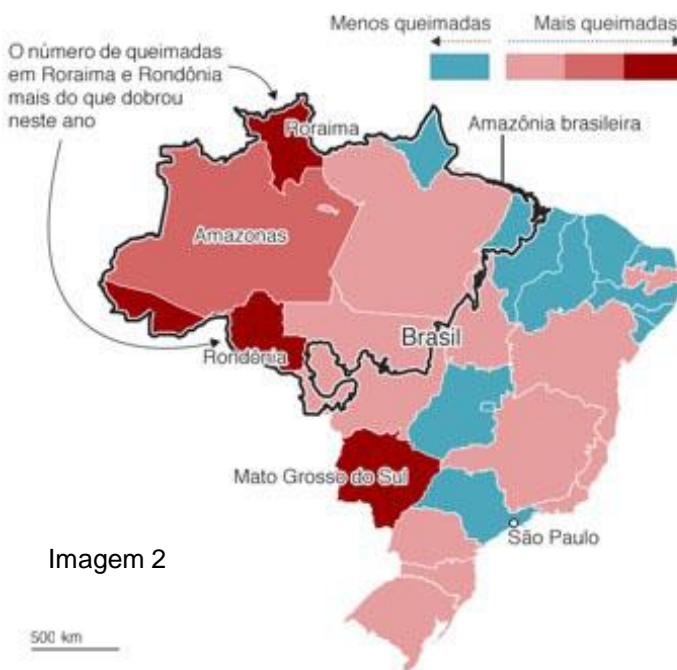 Menos queimadas
Mais queimadas
O número de queimadas
em Roraima e Rondônia
mais do que dobrou
neste ano
Roraima
Amazônia brasileira
Amazonas
Brasil
Rondônia
Mato Grosso do Sul
São Paulo
Imagem 2
500 km